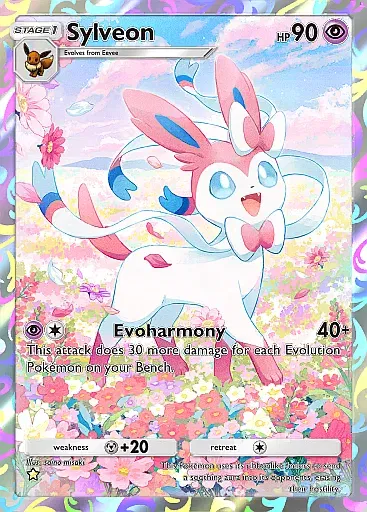 STAGE 1
Sylveon
HP 90
Evolves from Eevee
Evoharmony 40+
This attack does 30 more damage for each Evolution
Pokémon on your Bench.
weakness +20 retreat
Illus. saino misaki
This Pokémon uses its ribbonlike feelers to send
a soothing aura into its opponents, erasing
their hostility.